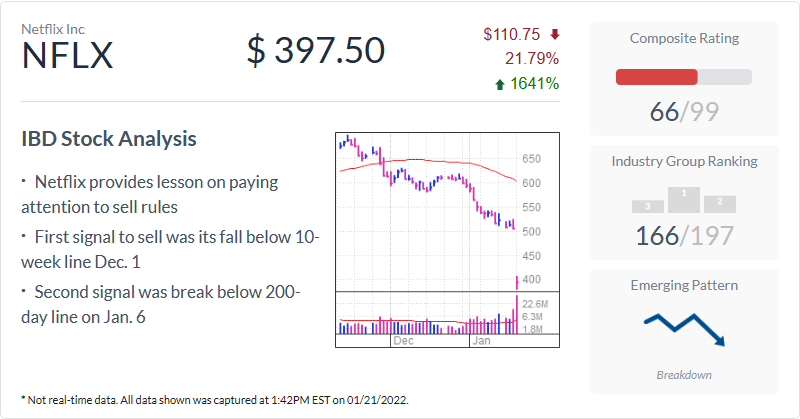 Netflix Inc
NFLX
$ 397.50
$110.75
21.79%
1641%
IBD Stock Analysis
· Netflix provides lesson on paying
attention to sell rules
· First signal to sell was its fall below 10-
week line Dec. 1
· Second signal was break below 200-
day line on Jan. 6
650
600
550
500
450
400
22.6M
6.3M
1.8M
Dec
Jan
Composite Rating
66/99
Industry Group Ranking
3
1
2
166/197
Emerging Pattern
Breakdown
* Not real-time data. All data shown was captured at 1:42PM EST on 01/21/2022.